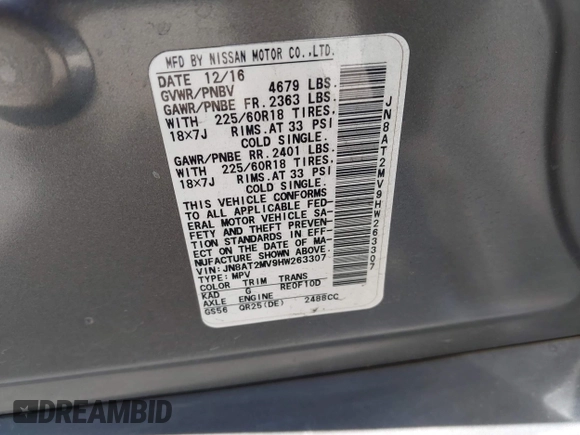 MFD BY NISSAN MOTOR CO.,LTD.
DATE 12/16
GVWR/PNBV 4679 LBS.
GAWR/PNBE FR. 2363 LBS.
WITH 225/60R18 TIRES,
18X7J RIMS.AT 33 PSI
COLD SINGLE.
GAWR/PNBE RR. 2401 LBS.
WITH 225/60R18 TIRES,
18X7J RIMS.AT 33 PSI
COLD SINGLE.
THIS VEHICLE CONFORMS
TO ALL APPLICABLE FED-
ERAL MOTOR VEHICLE SA-
FETY AND THEFT PREVEN-
TION STANDARDS IN EFF-
ECT ON THE DATE OF MA-
NUFACTURE SHOWN ABOVE.
VIN: JN8AT2MV9HW263307
TYPE: MPV
COLOR TRIM TRANS
KAD G RE0F10D
AXLE ENGINE
GS56 QR25(DE) 2488CC
JN8AT2MV9HW263307
DREAMBID